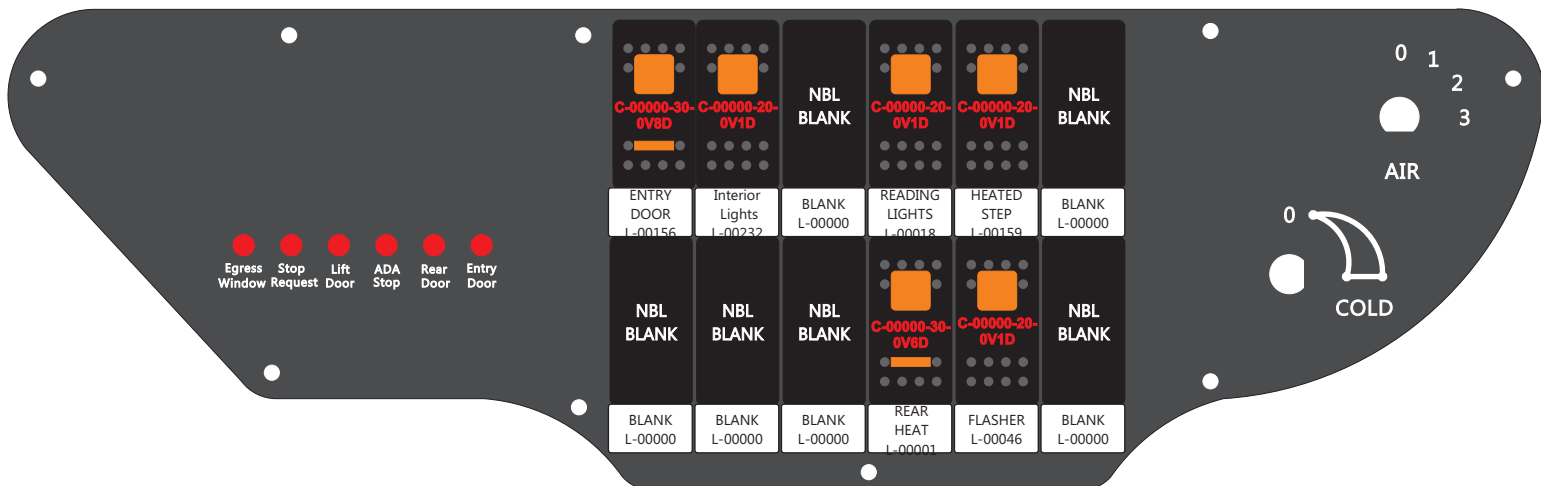 0
1
2
3
AIR
0
COLD
Egress
Window
Stop
Request
Lift
Door
ADA
Stop
Rear
Door
Entry
Door
C-00000-30-
0V8D
ENTRY
DOOR
L-00156
C-00000-20-
0V1D
Interior
Lights
L-00232
NBL
BLANK
BLANK
L-00000
C-00000-20-
0V1D
READING
LIGHTS
L-00018
C-00000-20-
0V1D
HEATED
STEP
L-00159
NBL
BLANK
BLANK
L-00000
NBL
BLANK
BLANK
L-00000
NBL
BLANK
BLANK
L-00000
NBL
BLANK
BLANK
L-00000
C-00000-30-
0V6D
REAR
HEAT
L-00001
C-00000-20-
0V1D
FLASHER
L-00046
NBL
BLANK
BLANK
L-00000